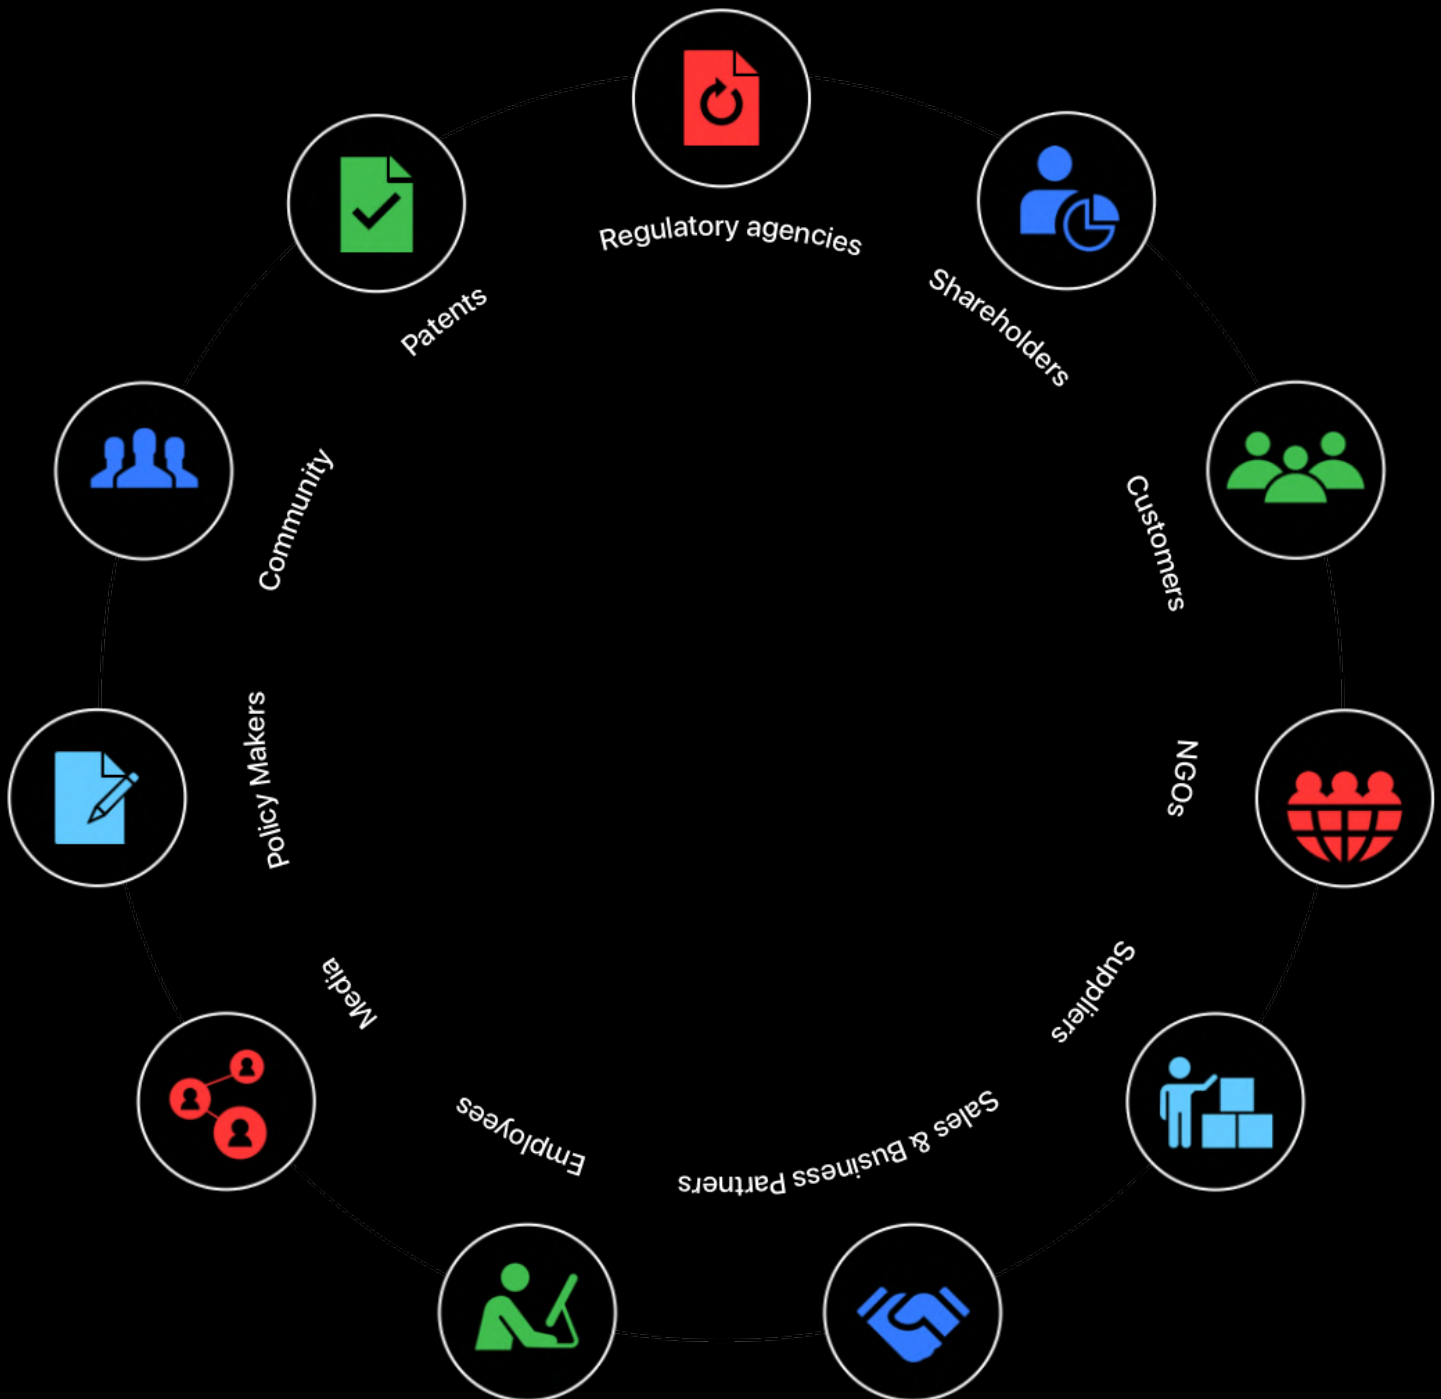 Regulatory agencies
Shareholders
Customers
NGOs
Suppliers
Sales & Business Partners
Employees
Media
Policy Makers
Community
Patents